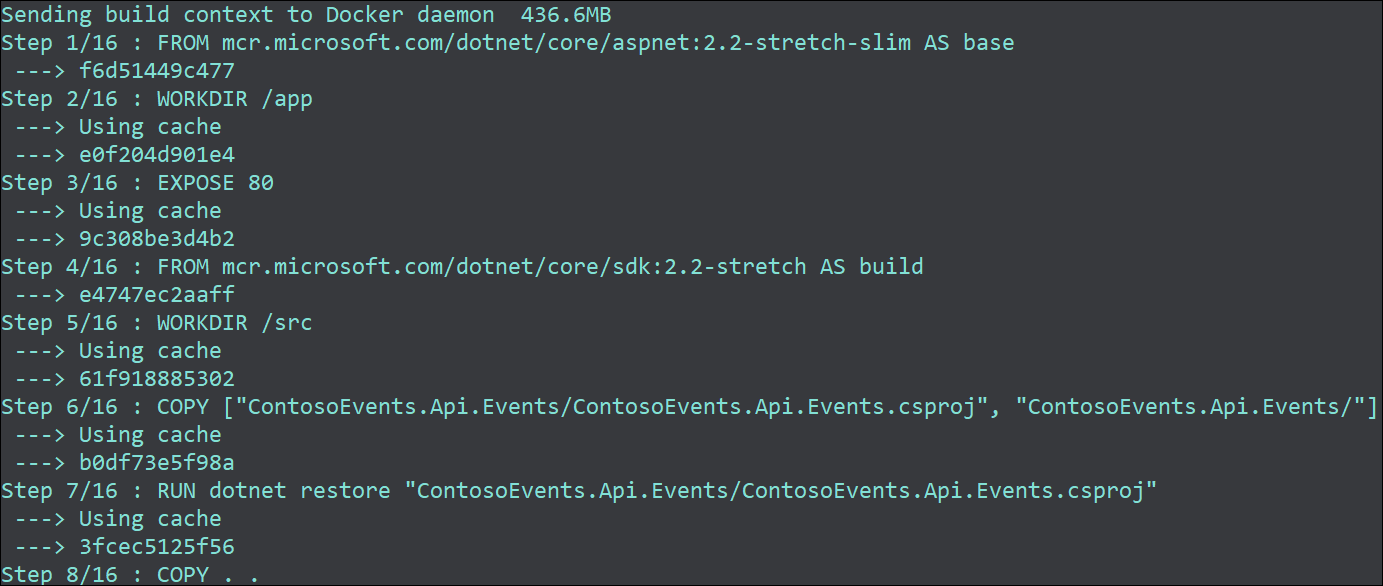 Sending build context to Docker daemon  436.6MB
Step 1/16 : FROM mcr.microsoft.com/dotnet/core/aspnet:2.2-stretch-slim AS base
 ---> f6d51449c477
Step 2/16 : WORKDIR /app
 ---> Using cache
 ---> e0f204d901e4
Step 3/16 : EXPOSE 80
 ---> Using cache
 ---> 9c308be3d4b2
Step 4/16 : FROM mcr.microsoft.com/dotnet/core/sdk:2.2-stretch AS build
 ---> e4747ec2aaff
Step 5/16 : WORKDIR /src
 ---> Using cache
 ---> 61f918885302
Step 6/16 : COPY ["ContosoEvents.Api.Events/ContosoEvents.Api.Events.csproj", "ContosoEvents.Api.Events/"]
 ---> Using cache
 ---> b0df73e5f98a
Step 7/16 : RUN dotnet restore "ContosoEvents.Api.Events/ContosoEvents.Api.Events.csproj"
 ---> Using cache
 ---> 3fcec5125f56
Step 8/16 : COPY . .